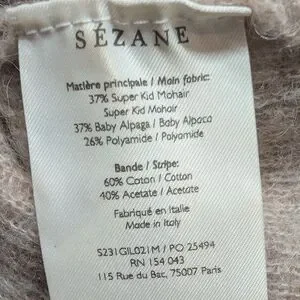 SÉZANE
Matière principale / Main fabric:
37% Super Kid Mohair
Super Kid Mohair
37% Baby Alpaga / Baby Alpaca
26% Polyamide / Polyamide
Bande / Stripe:
60% Coton / Cotton
40% Acetate / Acetate
Fabriqué en Italie
Made in Italy
S231GIL021M / PO 25494
RN 154 043
115 Rue du Bac, 75007 Paris